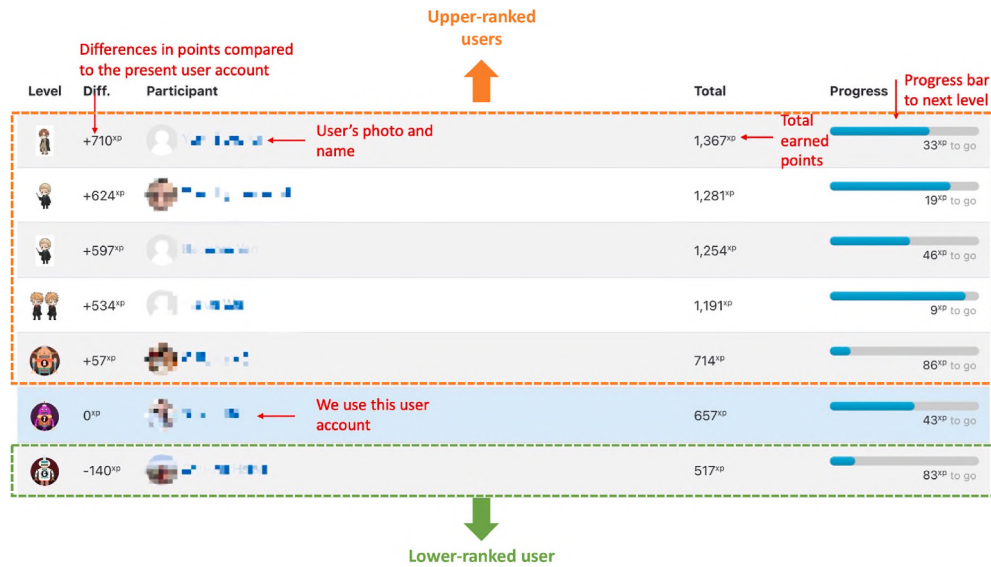 Upper-ranked
users
Differences in points compared
to the present user account
Progress bar
to next level
Level Diff. Participant Total Progress
+710xp 1,367xp 33xp to go
User’s photo and
name
Total
earned
points
+624xp 1,281xp 19xp to go
+597xp 1,254xp 46xp to go
+534xp 1,191xp 9xp to go
+57xp 714xp 86xp to go
0xp 657xp 43xp to go
We use this user
account
-140xp 517xp 83xp to go
Lower-ranked user